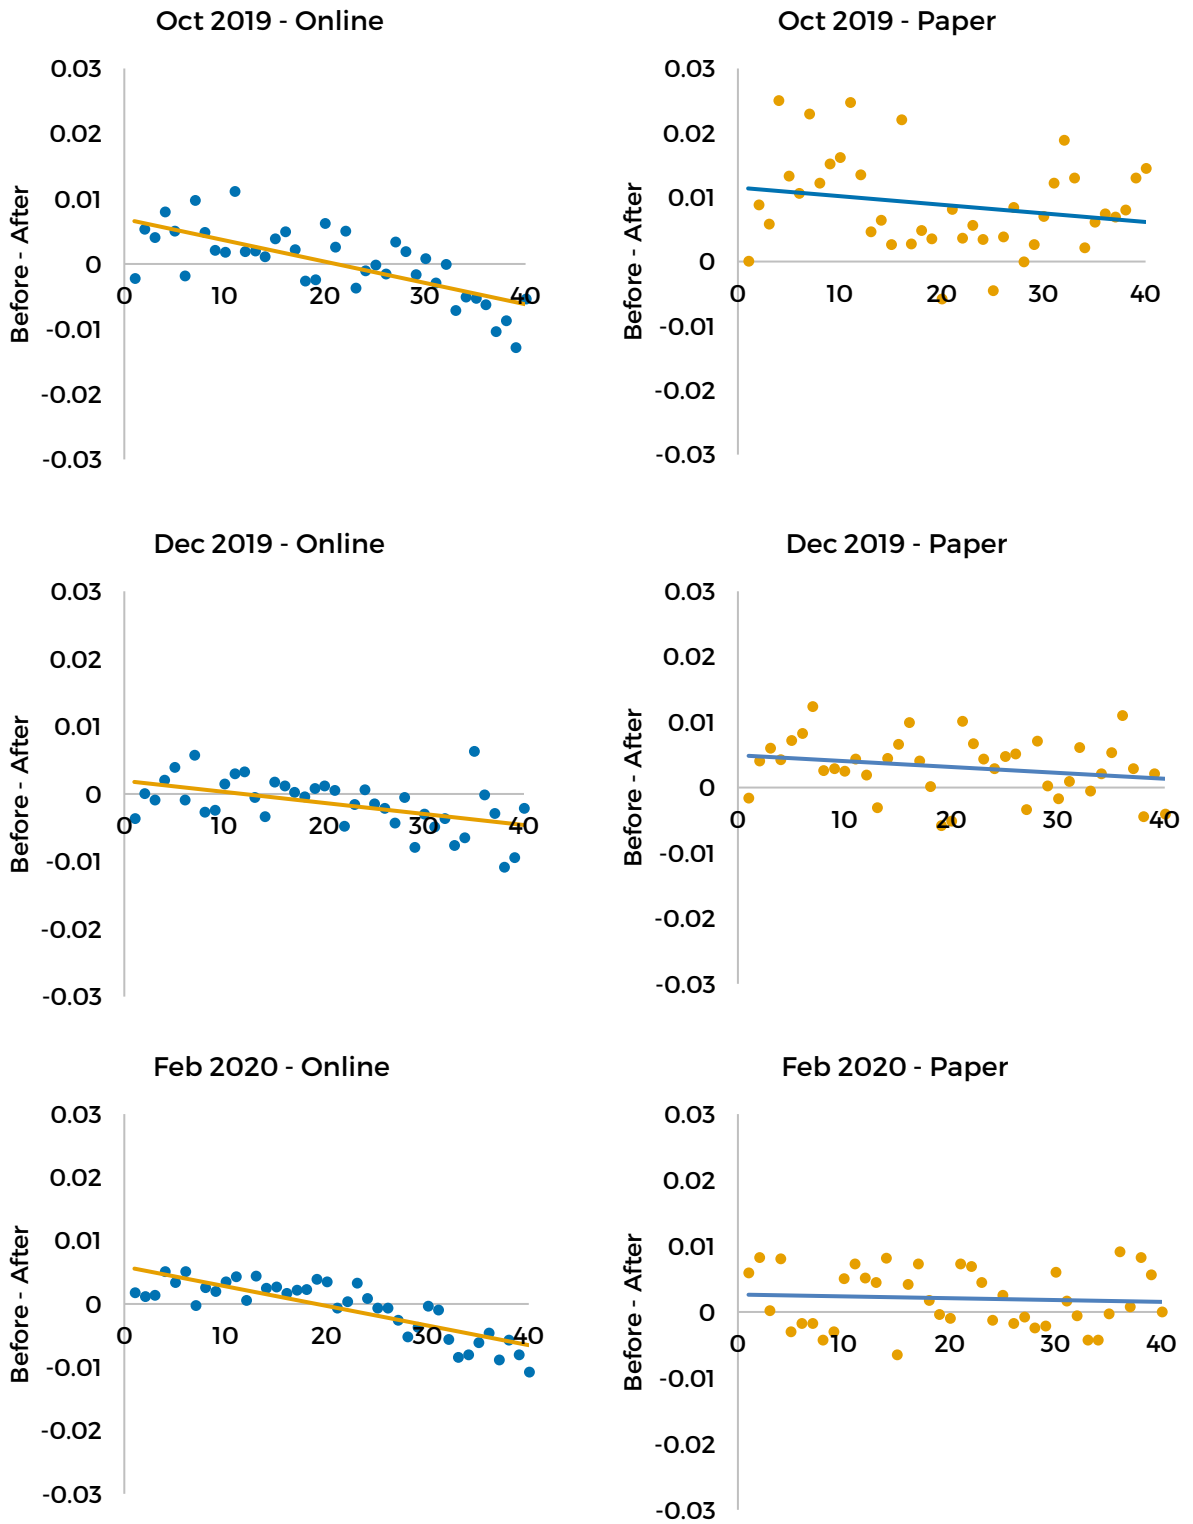 Oct 2019 - Online
0.03
0.02
0.01
0
-0.01
-0.02
-0.03
0 10 20 30 40
Before - After
Oct 2019 - Paper
0.03
0.02
0.01
0
-0.01
-0.02
-0.03
0 10 20 30 40
Before - After
Dec 2019 - Online
0.03
0.02
0.01
0
-0.01
-0.02
-0.03
0 10 20 30 40
Before - After
Dec 2019 - Paper
0.03
0.02
0.01
0
-0.01
-0.02
-0.03
0 10 20 30 40
Before - After
Feb 2020 - Online
0.03
0.02
0.01
0
-0.01
-0.02
-0.03
0 10 20 30 40
Before - After
Feb 2020 - Paper
0.03
0.02
0.01
0
-0.01
-0.02
-0.03
0 10 20 30 40
Before - After